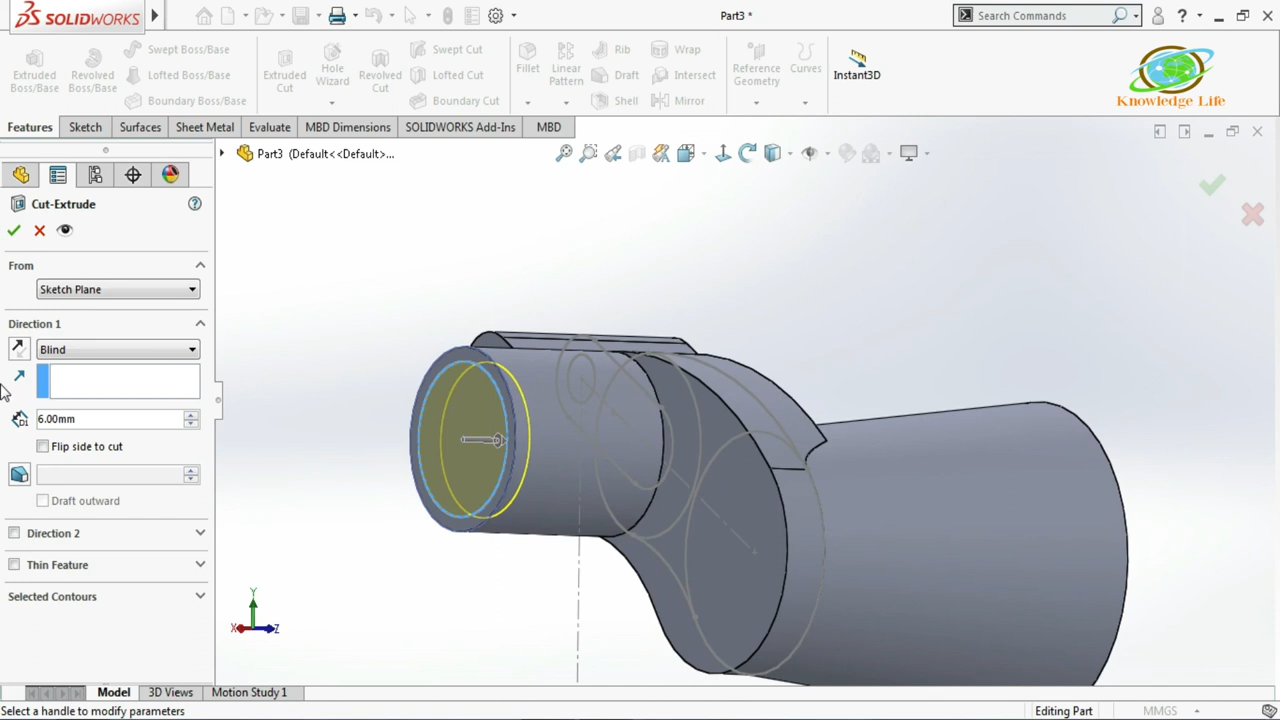 SOLIDWORKS
Part3 *
Search Commands
Extruded Boss/Base
Revolved Boss/Base
Swept Boss/Base
Lofted Boss/Base
Boundary Boss/Base
Extruded Cut
Hole Wizard
Revolved Cut
Swept Cut
Lofted Cut
Boundary Cut
Fillet
Linear Pattern
Rib
Draft
Shell
Wrap
Intersect
Mirror
Reference Geometry
Curves
Instant3D
Knowledge Life
Features
Sketch
Surfaces
Sheet Metal
Evaluate
MBD Dimensions
SOLIDWORKS Add-Ins
MBD
Part3 (Default<<Default>...
Cut-Extrude
From
Sketch Plane
Direction 1
Blind
D1
6.00mm
Flip side to cut
Draft outward
Direction 2
Thin Feature
Selected Contours
Y
X
Z
Model
3D Views
Motion Study 1
Select a handle to modify parameters
Editing Part
MMGS